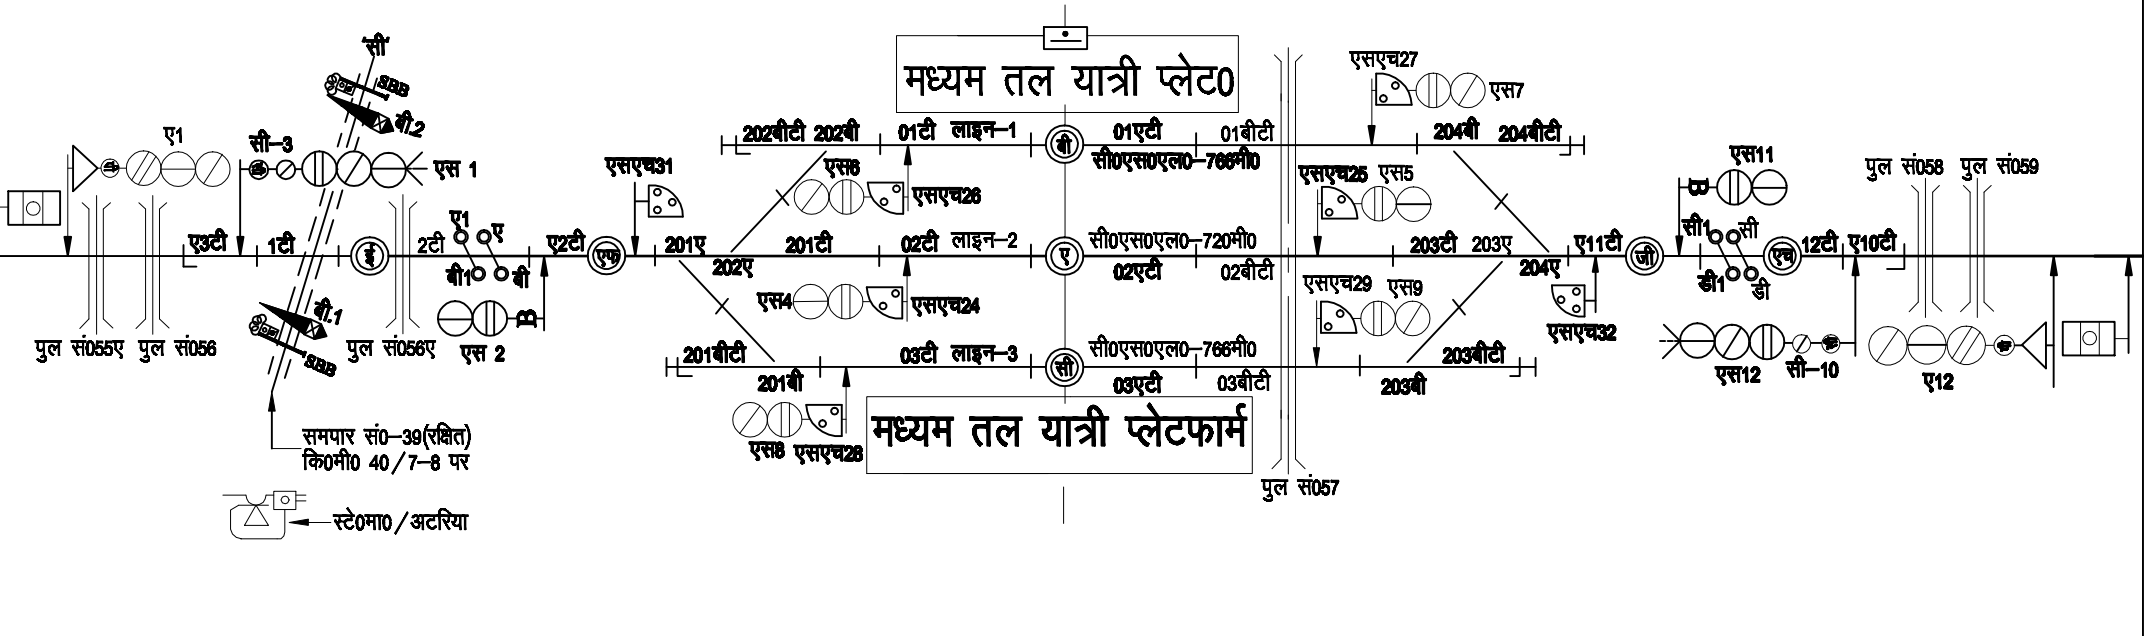 'सी'
SBB
बी.2
मध्यम तल यात्री प्लेट0
एसएच27
एस7
ए1
सी-3
एस 1
एसएच31
202बीटी 202बी 01टी लाइन-1
बी
01एटी 01बीटी
204बी 204बीटी
सी0एस0एल0-766मी0
एस6
एसएच26
एसएच25 एस5
एस11
B
पुल सं058 पुल सं059
ए3टी 1टी
ई
2टी
ए1 ए
बी1 बी
ए2टी
एफ
201ए
202ए
201टी 02टी लाइन-2
ए
सी0एस0एल0-720मी0
02एटी 02बीटी
203टी 203ए
204ए
ए11टी
जी
सी1 सी
डी1 डी
एच
12टी ए10टी
एस4
एसएच24
एसएच29 एस9
एसएच32
B
एस 2
बी.1
SBB
पुल सं055ए पुल सं056
पुल सं056ए
201बीटी
201बी
03टी लाइन-3
सी
सी0एस0एल0-766मी0
03एटी 03बीटी
203बीटी
203बी
एस12 सी-10
ए12
एस8 एसएच28
मध्यम तल यात्री प्लेटफार्म
पुल सं057
समपार सं0-39(रक्षित)
कि0मी0 40/7-8 पर
स्टे0मा0/अटरिया